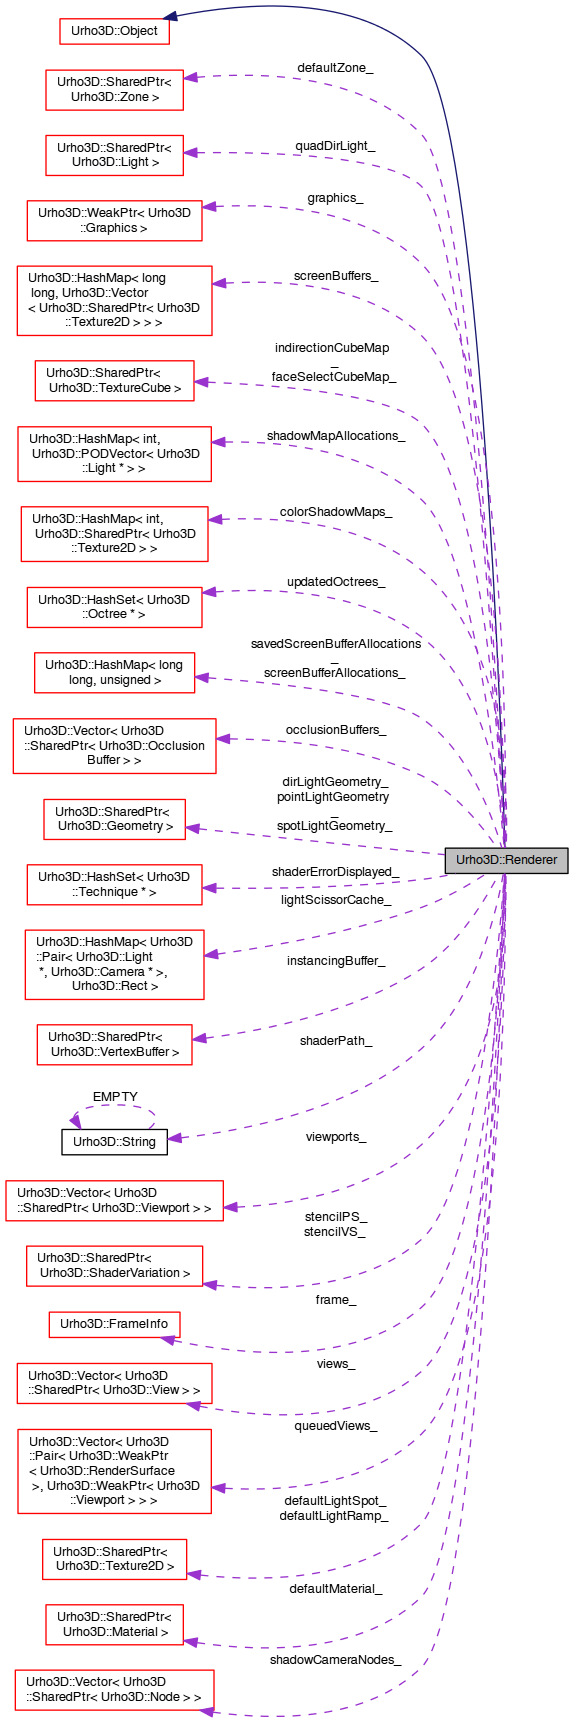 Urho3D::Object
defaultZone_
Urho3D::SharedPtr<
Urho3D::Zone >
quadDirLight_
Urho3D::SharedPtr<
Urho3D::Light >
graphics_
Urho3D::WeakPtr< Urho3D
::Graphics >
screenBuffers_
Urho3D::HashMap< long
long, Urho3D::Vector
< Urho3D::SharedPtr< Urho3D
::Texture2D > > >
indirectionCubeMap
_
faceSelectCubeMap_
Urho3D::SharedPtr<
Urho3D::TextureCube >
shadowMapAllocations_
Urho3D::HashMap< int,
Urho3D::PODVector< Urho3D
::Light * > >
colorShadowMaps_
Urho3D::HashMap< int,
Urho3D::SharedPtr< Urho3D
::Texture2D > >
updatedOctrees_
Urho3D::HashSet< Urho3D
::Octree * >
savedScreenBufferAllocations
_
screenBufferAllocations_
Urho3D::HashMap< long
long, unsigned >
occlusionBuffers_
Urho3D::Vector< Urho3D
::SharedPtr< Urho3D::Occlusion
Buffer > >
dirLightGeometry_
pointLightGeometry
_
spotLightGeometry_
Urho3D::SharedPtr<
Urho3D::Geometry >
Urho3D::Renderer
shaderErrorDisplayed_
Urho3D::HashSet< Urho3D
::Technique * >
lightScissorCache_
Urho3D::HashMap< Urho3D
::Pair< Urho3D::Light
*, Urho3D::Camera * >,
Urho3D::Rect >
instancingBuffer_
Urho3D::SharedPtr<
Urho3D::VertexBuffer >
shaderPath_
EMPTY
Urho3D::String
viewports_
Urho3D::Vector< Urho3D
::SharedPtr< Urho3D::Viewport > >
stencilPS_
stencilVS_
Urho3D::SharedPtr<
Urho3D::ShaderVariation >
frame_
Urho3D::FrameInfo
views_
Urho3D::Vector< Urho3D
::SharedPtr< Urho3D::View > >
queuedViews_
Urho3D::Vector< Urho3D
::Pair< Urho3D::WeakPtr
< Urho3D::RenderSurface
>, Urho3D::WeakPtr< Urho3D
::Viewport > > >
defaultLightSpot_
defaultLightRamp_
Urho3D::SharedPtr<
Urho3D::Texture2D >
defaultMaterial_
Urho3D::SharedPtr<
Urho3D::Material >
shadowCameraNodes_
Urho3D::Vector< Urho3D
::SharedPtr< Urho3D::Node > >